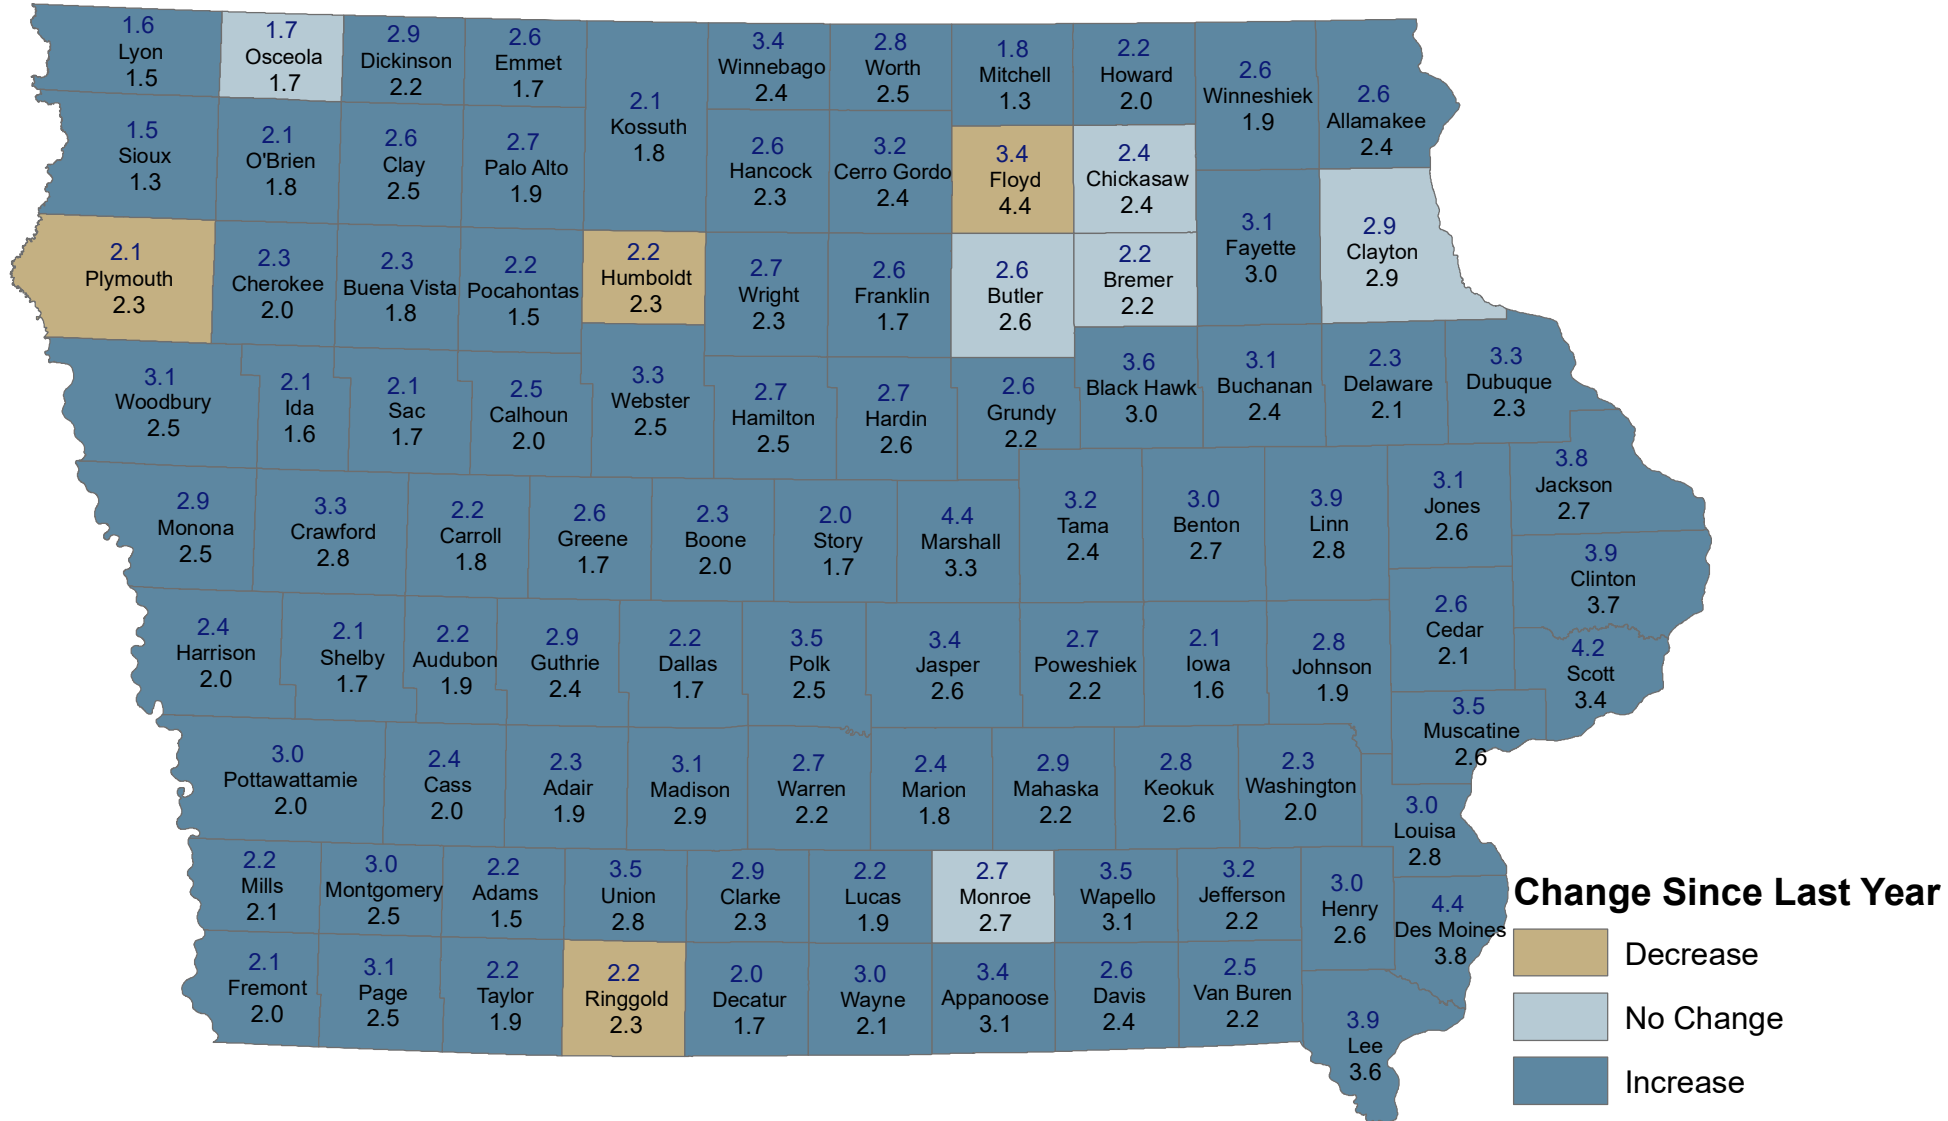 1.6
Lyon
1.5
1.7
Osceola
1.7
2.9
Dickinson
2.2
2.6
Emmet
1.7
2.1
Kossuth
1.8
3.4
Winnebago
2.4
2.8
Worth
2.5
1.8
Mitchell
1.3
2.2
Howard
2.0
2.6
Winneshiek
1.9
2.6
Allamakee
2.4
1.5
Sioux
1.3
2.1
O'Brien
1.8
2.6
Clay
2.5
2.7
Palo Alto
1.9
2.6
Hancock
2.3
3.2
Cerro Gordo
2.4
3.4
Floyd
4.4
2.4
Chickasaw
2.4
3.1
Fayette
3.0
2.9
Clayton
2.9
2.1
Plymouth
2.3
2.3
Cherokee
2.0
2.3
Buena Vista
1.8
2.2
Pocahontas
1.5
2.2
Humboldt
2.3
2.7
Wright
2.3
2.6
Franklin
1.7
2.6
Butler
2.6
2.2
Bremer
2.2
3.1
Woodbury
2.5
2.1
Ida
1.6
2.1
Sac
1.7
2.5
Calhoun
2.0
3.3
Webster
2.5
2.7
Hamilton
2.5
2.7
Hardin
2.6
2.6
Grundy
2.2
3.6
Black Hawk
3.0
3.1
Buchanan
2.4
2.3
Delaware
2.1
3.3
Dubuque
2.3
2.9
Monona
2.5
3.3
Crawford
2.8
2.2
Carroll
1.8
2.6
Greene
1.7
2.3
Boone
2.0
2.0
Story
1.7
4.4
Marshall
3.3
3.2
Tama
2.4
3.0
Benton
2.7
3.9
Linn
2.8
3.1
Jones
2.6
3.8
Jackson
2.7
3.9
Clinton
3.7
2.4
Harrison
2.0
2.1
Shelby
1.7
2.2
Audubon
1.9
2.9
Guthrie
2.4
2.2
Dallas
1.7
3.5
Polk
2.5
3.4
Jasper
2.6
2.7
Poweshiek
2.2
2.1
Iowa
1.6
2.8
Johnson
1.9
2.6
Cedar
2.1
4.2
Scott
3.4
3.5
Muscatine
2.6
3.0
Pottawattamie
2.0
2.4
Cass
2.0
2.3
Adair
1.9
3.1
Madison
2.9
2.7
Warren
2.2
2.4
Marion
1.8
2.9
Mahaska
2.2
2.8
Keokuk
2.6
2.3
Washington
2.0
3.0
Louisa
2.8
2.2
Mills
2.1
3.0
Montgomery
2.5
2.2
Adams
1.5
3.5
Union
2.8
2.9
Clarke
2.3
2.2
Lucas
1.9
2.7
Monroe
2.7
3.5
Wapello
3.1
3.2
Jefferson
2.2
3.0
Henry
2.6
4.4
Des Moines
3.8
2.1
Fremont
2.0
3.1
Page
2.5
2.2
Taylor
1.9
2.2
Ringgold
2.3
2.0
Decatur
1.7
3.0
Wayne
2.1
3.4
Appanoose
3.1
2.6
Davis
2.4
2.5
Van Buren
2.2
3.9
Lee
3.6
Change Since Last Year
Decrease
No Change
Increase